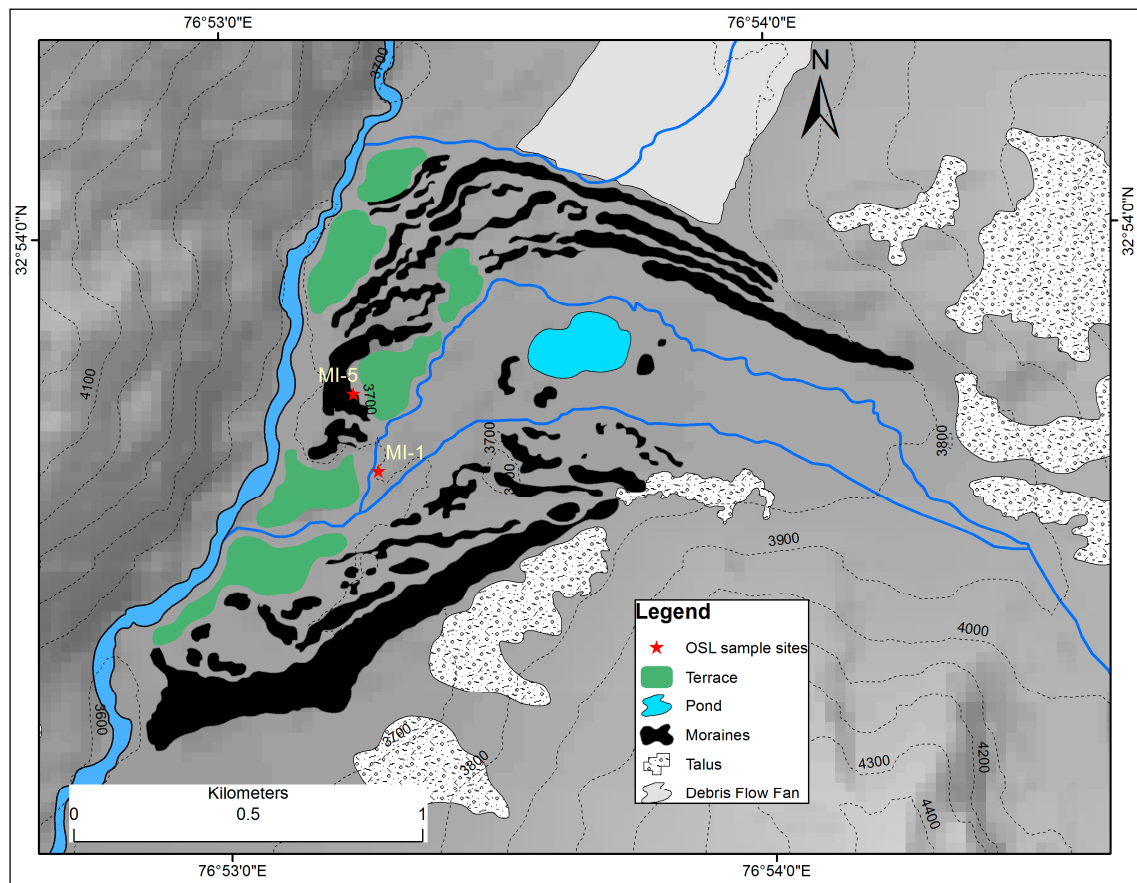 76°53'0"E
76°54'0"E
3700
N
32°54'0"N
32°54'0"N
4100
MI-5
3700
MI-1
3700
3800
3900
4000
Legend
OSL sample sites
Terrace
Pond
Moraines
Talus
Debris Flow Fan
3600
3700
3800
4300
4200
4400
Kilometers
0 0.5 1
76°53'0"E
76°54'0"E